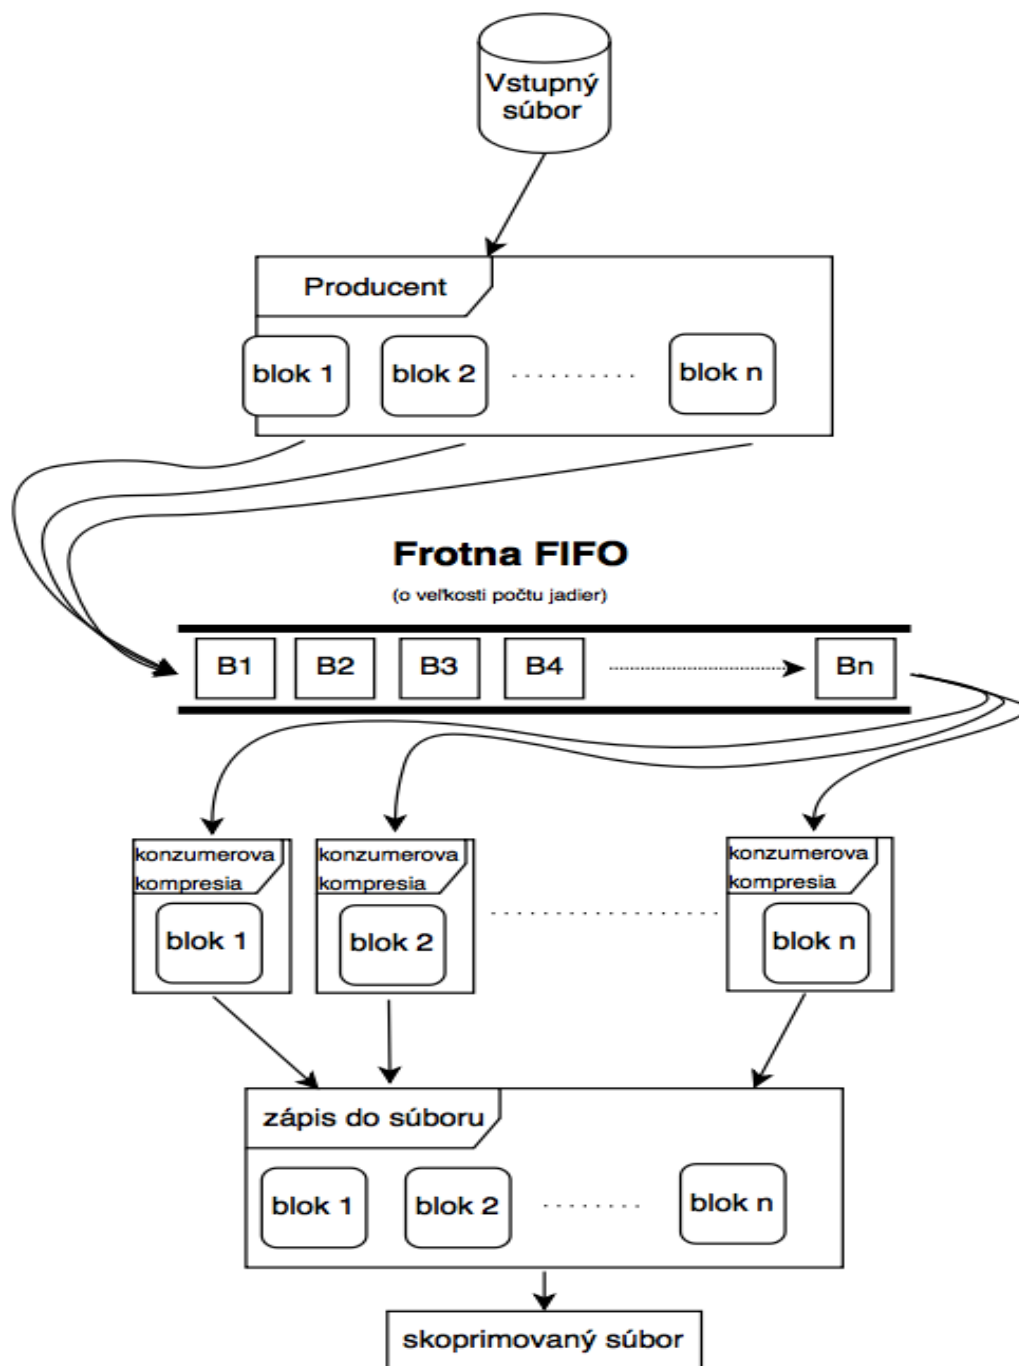 Vstupný
súbor
Producent
blok 1
blok 2
blok n
Frotna FIFO
(o veľkosti počtu jadier)
B1
B2
B3
B4
Bn
konzumerova
kompresia
blok 1
konzumerova
kompresia
blok 2
konzumerova
kompresia
blok n
zápis do súboru
blok 1
blok 2
blok n
skoprimovaný súbor